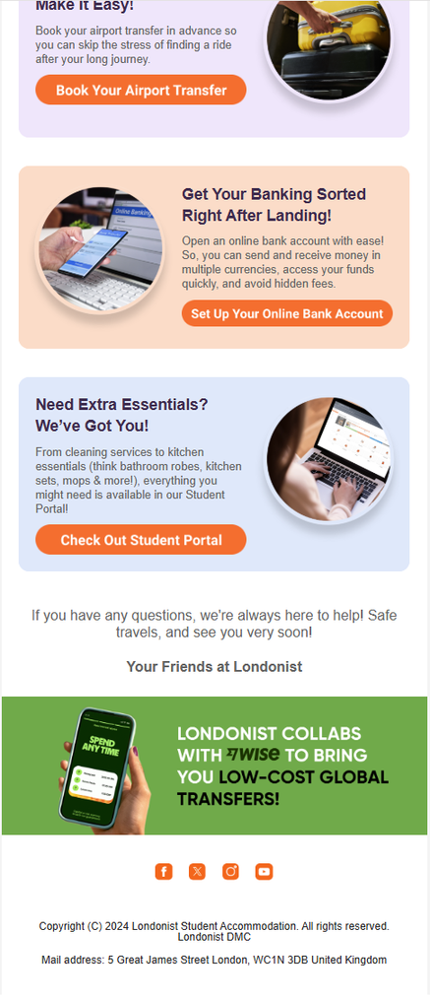 Make it Easy!
Book your airport transfer in advance so
you can skip the stress of finding a ride
after your long journey.
Book Your Airport Transfer
Get Your Banking Sorted
Right After Landing!
Online Banking
Open an online bank account with ease!
So, you can send and receive money in
multiple currencies, access your funds
quickly, and avoid hidden fees.
Set Up Your Online Bank Account
Need Extra Essentials?
We've Got You!
From cleaning services to kitchen
essentials (think bathroom robes, kitchen
sets, mops & more!), everything you
might need is available in our Student
Portal!
Check Out Student Portal
If you have any questions, we're always here to help! Safe
travels, and see you very soon!
Your Friends at Londonist
SPEND
ANY TIME
LONDONIST COLLABS
WITH WISE TO BRING
YOU LOW-COST GLOBAL
TRANSFERS!
Copyright (C) 2024 Londonist Student Accommodation. All rights reserved.
Londonist DMC
Mail address: 5 Great James Street London, WC1N 3DB United Kingdom